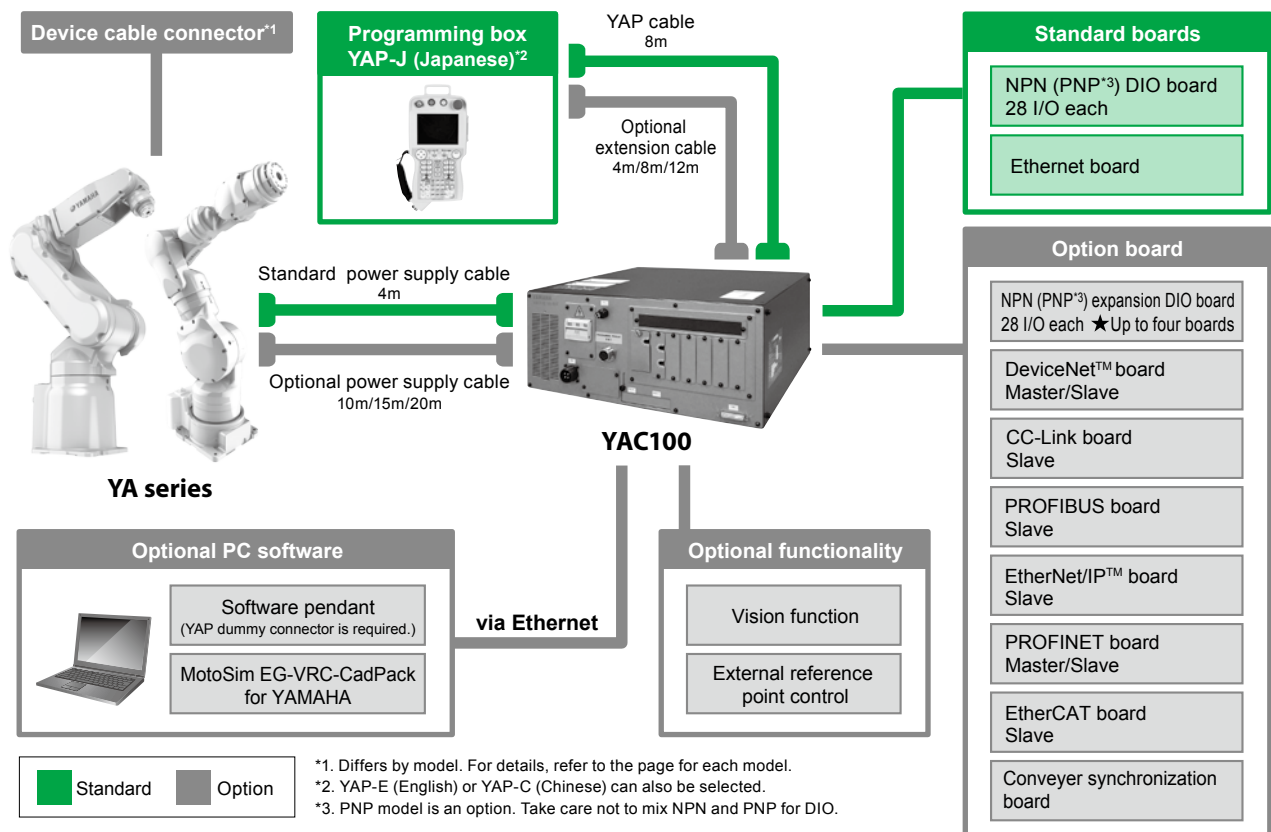 Device cable connector*1
Programming box
YAP-J (Japanese)*2
YAP cable
8m
Optional
extension cable
4m/8m/12m
Standard boards
NPN (PNP*3) DIO board
28 I/O each
Ethernet board
YAMAHA
Standard power supply cable
4m
Optional power supply cable
10m/15m/20m
YA series
YAC100
Option board
NPN (PNP*3) expansion DIO board
28 I/O each ★Up to four boards
DeviceNet™ board
Master/Slave
CC-Link board
Slave
PROFIBUS board
Slave
EtherNet/IP™ board
Slave
PROFINET board
Master/Slave
EtherCAT board
Slave
Conveyer synchronization
board
Optional PC software
Software pendant
(YAP dummy connector is required.)
MotoSim EG-VRC-CadPack
for YAMAHA
via Ethernet
Optional functionality
Vision function
External reference
point control
Standard
Option
*1. Differs by model. For details, refer to the page for each model.
*2. YAP-E (English) or YAP-C (Chinese) can also be selected.
*3. PNP model is an option. Take care not to mix NPN and PNP for DIO.